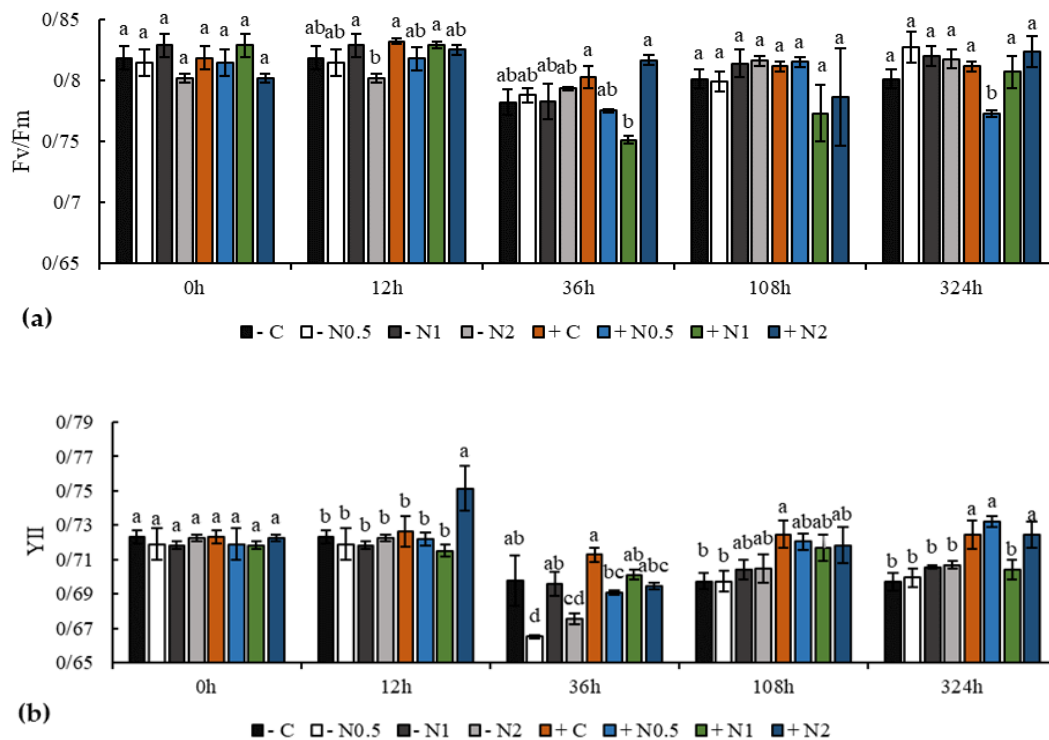 0/85
0/8
0/75
0/7
0/65
Fv/Fm
a a a a a a a a
ab ab a b a ab a ab
ab ab ab ab a ab b a
a a a a a a a a
a a a a a b a a
0h 12h 36h 108h 324h
(a)
- C - N0.5 - N1 - N2 + C + N0.5 + N1 + N2
0/79
0/77
0/75
0/73
0/71
0/69
0/67
0/65
YII
a a a a a a a a
b b b b b b b a
ab d ab cd a bc ab abc
b b ab ab a ab ab ab
b b b b a a b a
0h 12h 36h 108h 324h
(b)
- C - N0.5 - N1 - N2 + C + N0.5 + N1 + N2